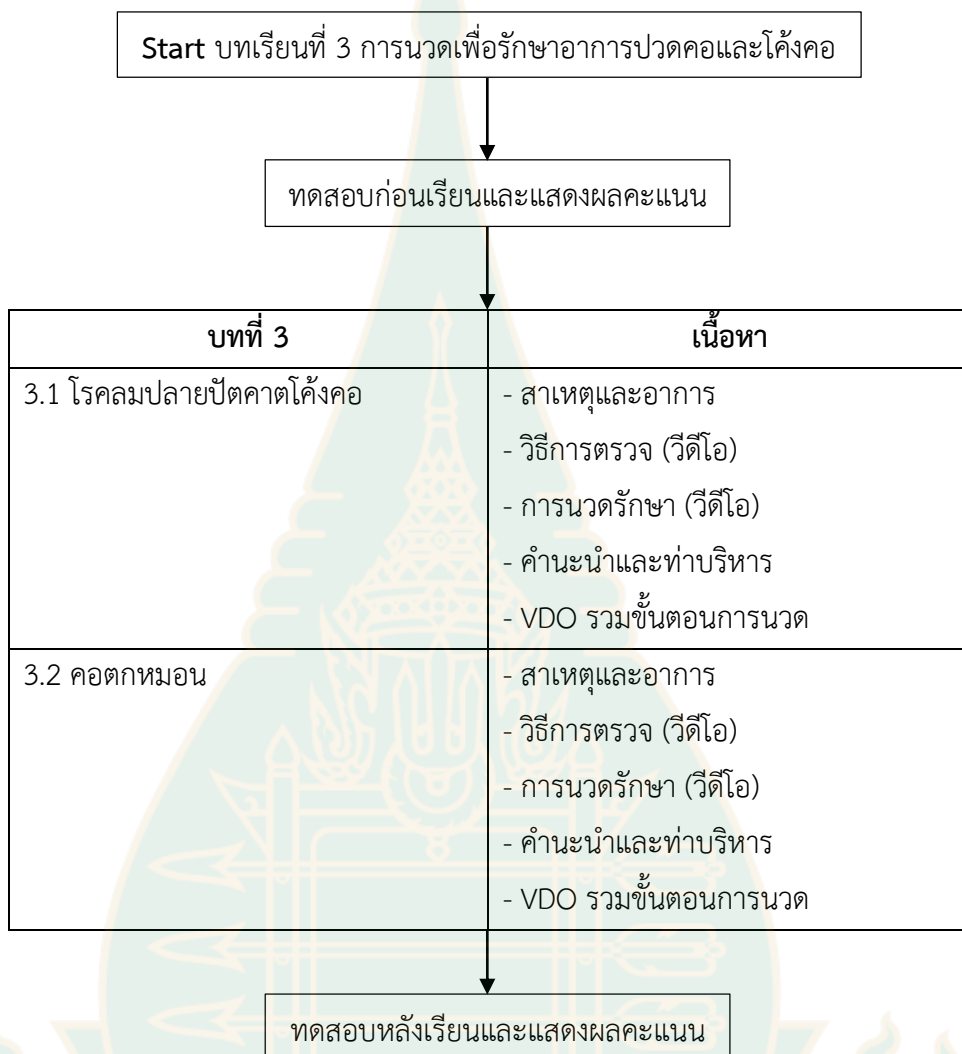 Start บทเรียนที่ 3 การนวดเพื่อรักษาอาการปวดคอและโค้งคอ
ทดสอบก่อนเรียนและแสดงผลคะแนน
บทที่ 3
เนื้อหา
3.1 โรคลมปลายปัตคาตโค้งคอ
- สาเหตุและอาการ
- วิธีการตรวจ (วีดีโอ)
- การนวดรักษา (วีดีโอ)
- คำนะนำและท่าบริหาร
- VDO รวมขั้นตอนการนวด
3.2 คอตกหมอน
- สาเหตุและอาการ
- วิธีการตรวจ (วีดีโอ)
- การนวดรักษา (วีดีโอ)
- คำนะนำและท่าบริหาร
- VDO รวมขั้นตอนการนวด
ทดสอบหลังเรียนและแสดงผลคะแนน